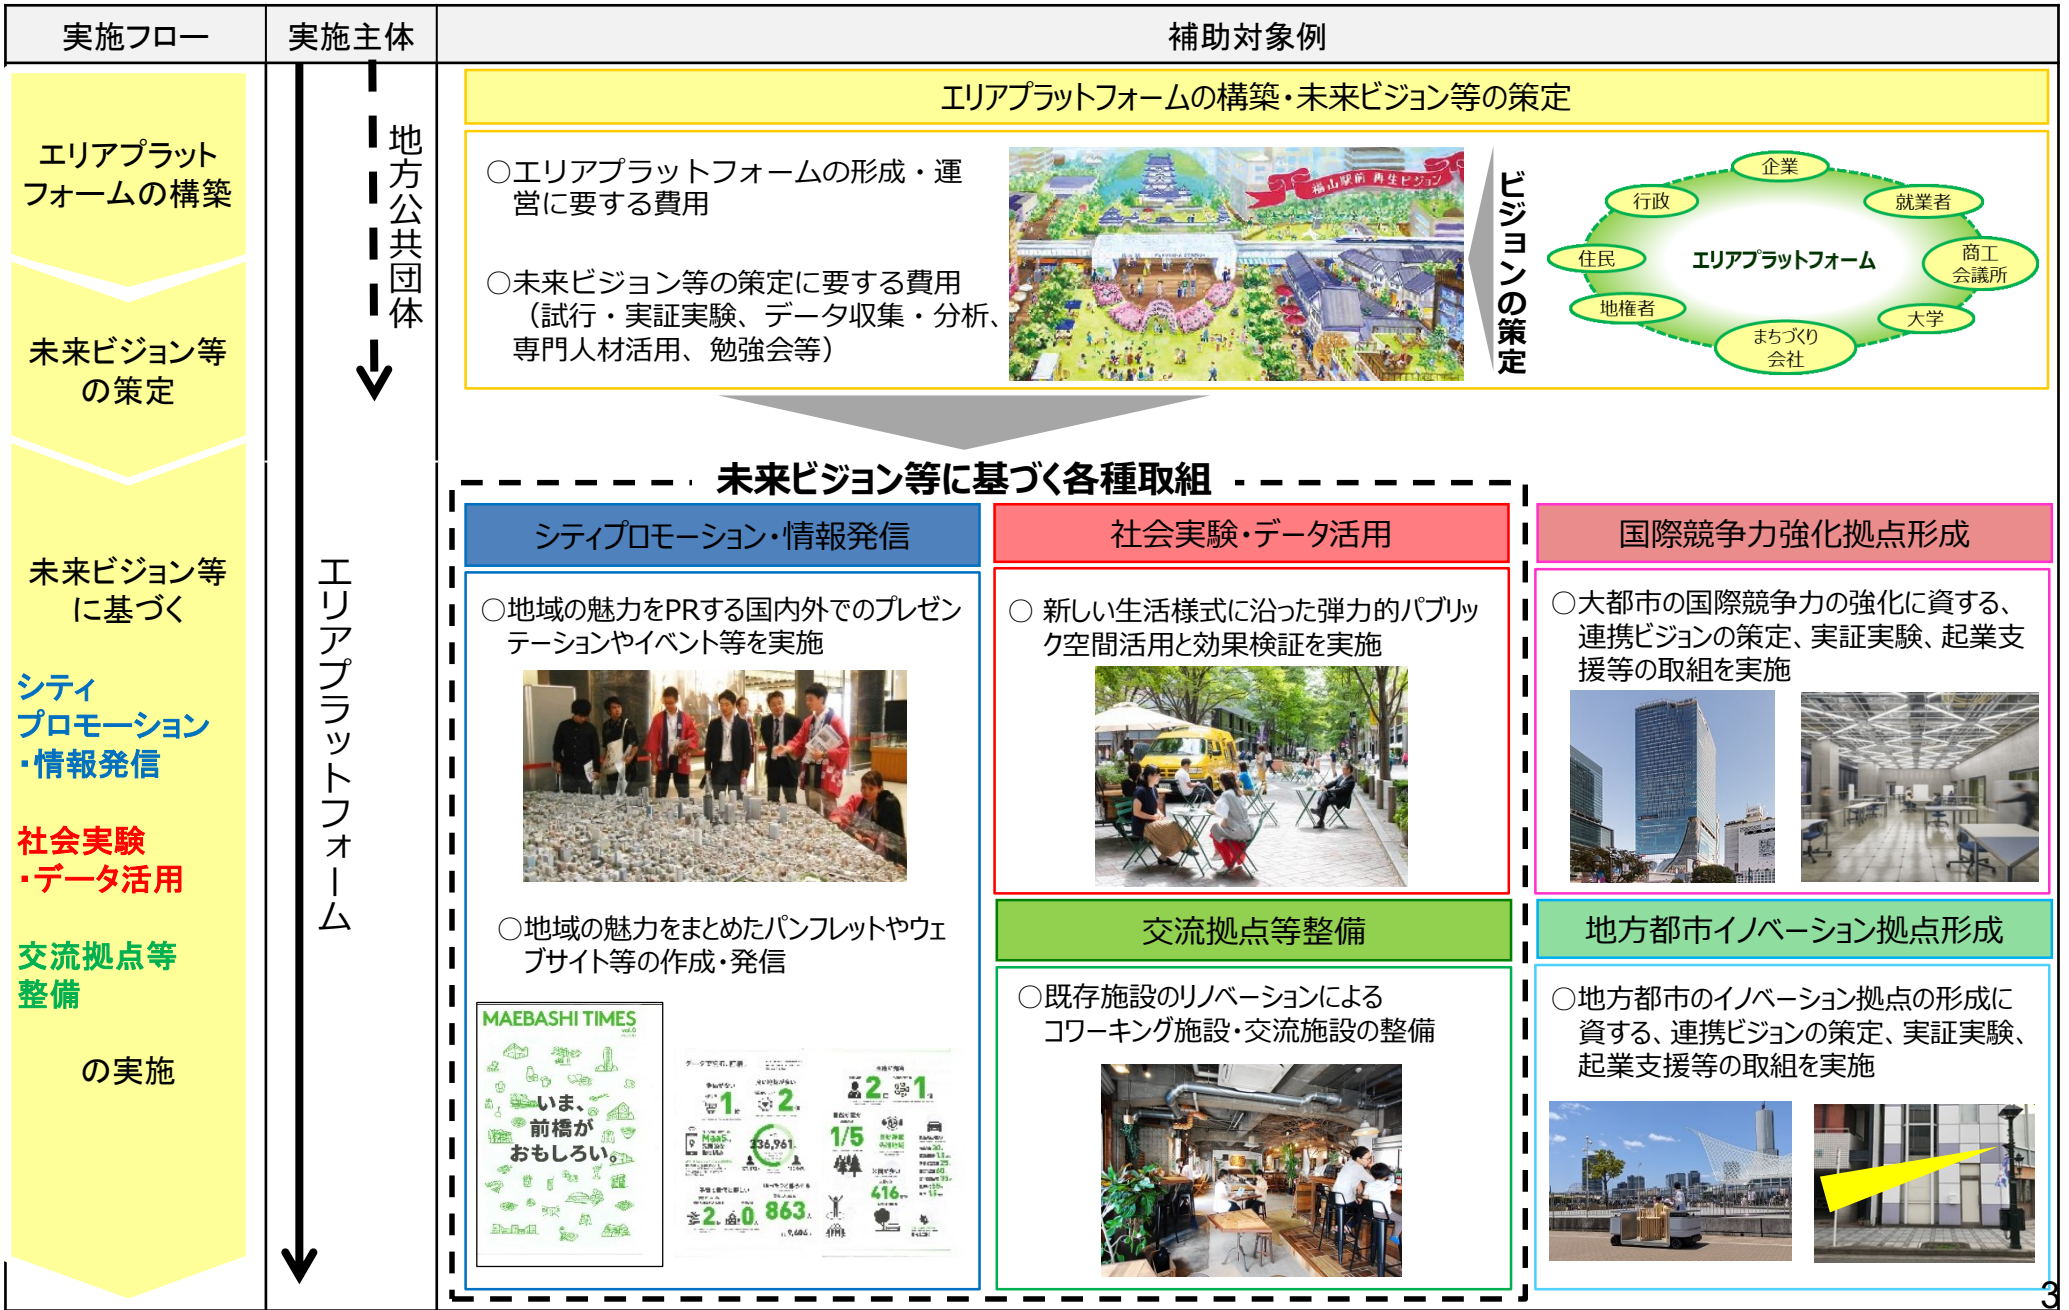 実施フロー
実施主体
補助対象例
エリアプラット
フォームの構築
未来ビジョン等
の策定
未来ビジョン等
に基づく
シティ
プロモーション
・情報発信
社会実験
・データ活用
交流拠点等
整備
の実施
地方公共団体
エリアプラットフォーム
エリアプラットフォームの構築・未来ビジョン等の策定
○エリアプラットフォームの形成・運
営に要する費用
○未来ビジョン等の策定に要する費用
（試行・実証実験、データ収集・分析、
専門人材活用、勉強会等）
福山駅前 再生ビジョン
ビジョンの策定
企業
行政
就業者
住民
エリアプラットフォーム
商工
会議所
地権者
大学
まちづくり
会社
未来ビジョン等に基づく各種取組
シティプロモーション・情報発信
○地域の魅力をPRする国内外でのプレゼン
テーションやイベント等を実施
○地域の魅力をまとめたパンフレットやウェ
ブサイト等の作成・発信
MAEBASHI TIMES
vol.0
いま、
前橋が
おもしろい。
1
2
MaaS
336,961
2
0
863
2
1
1/5
416
社会実験・データ活用
○ 新しい生活様式に沿った弾力的パブリッ
ク空間活用と効果検証を実施
交流拠点等整備
○既存施設のリノベーションによる
コワーキング施設・交流施設の整備
国際競争力強化拠点形成
○大都市の国際競争力の強化に資する、
連携ビジョンの策定、実証実験、起業支
援等の取組を実施
地方都市イノベーション拠点形成
○地方都市のイノベーション拠点の形成に
資する、連携ビジョンの策定、実証実験、
起業支援等の取組を実施
3